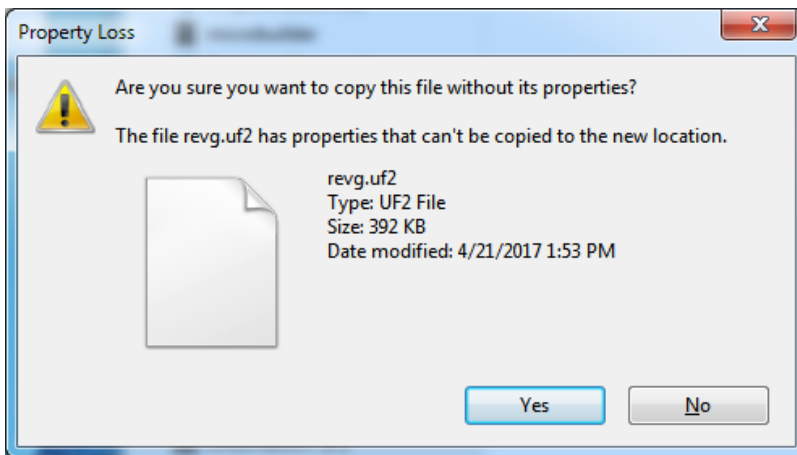 Property Loss
Are you sure you want to copy this file without its properties?
The file revg.uf2 has properties that can't be copied to the new location.
revg.uf2
Type: UF2 File
Size: 392 KB
Date modified: 4/21/2017 1:53 PM
Yes
No